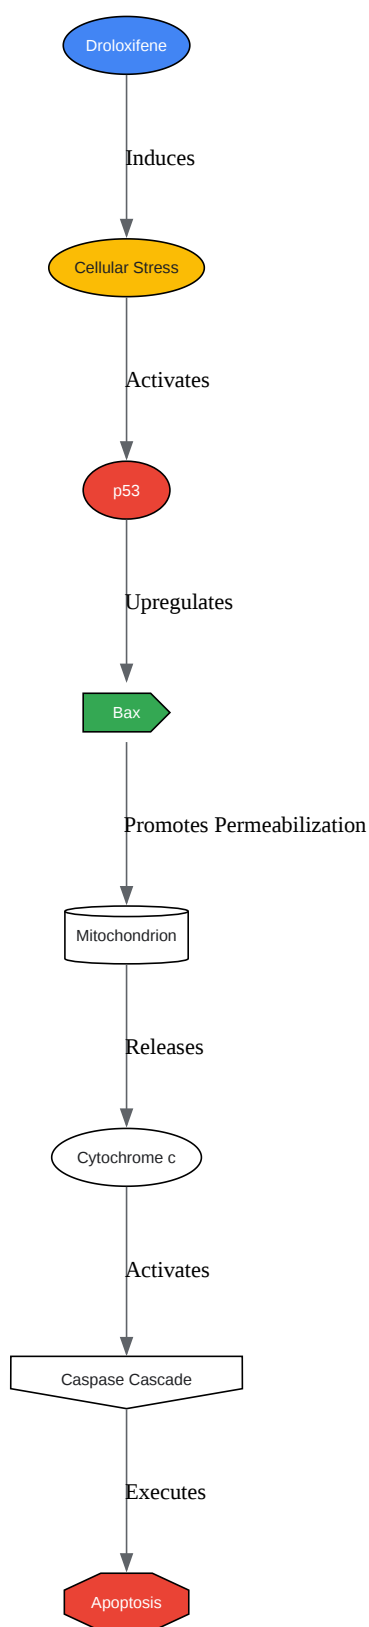 Droloxifene
Induces
Cellular Stress
Activates
p53
Upregulates
Bax
Promotes Permeabilization
Mitochondrion
Releases
Cytochrome c
Activates
Caspase Cascade
Executes
Apoptosis